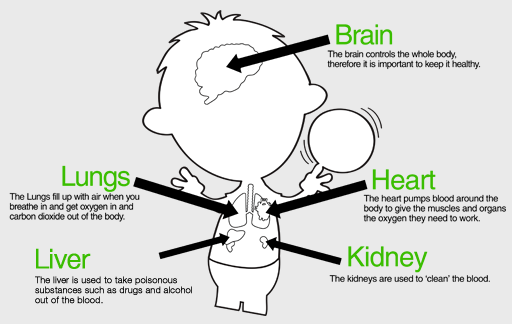 Brain
The brain controls the whole body,
therefore it is important to keep it healthy.
Lungs
The Lungs fill up with air when you
breathe in and get oxygen in and
carbon dioxide out of the body.
Heart
The heart pumps blood around the
body to give the muscles and organs
the oxygen they need to work.
Liver
The liver is used to take poisonous
substances such as drugs and alcohol
out of the blood.
Kidney
The kidneys are used to 'clean' the blood.